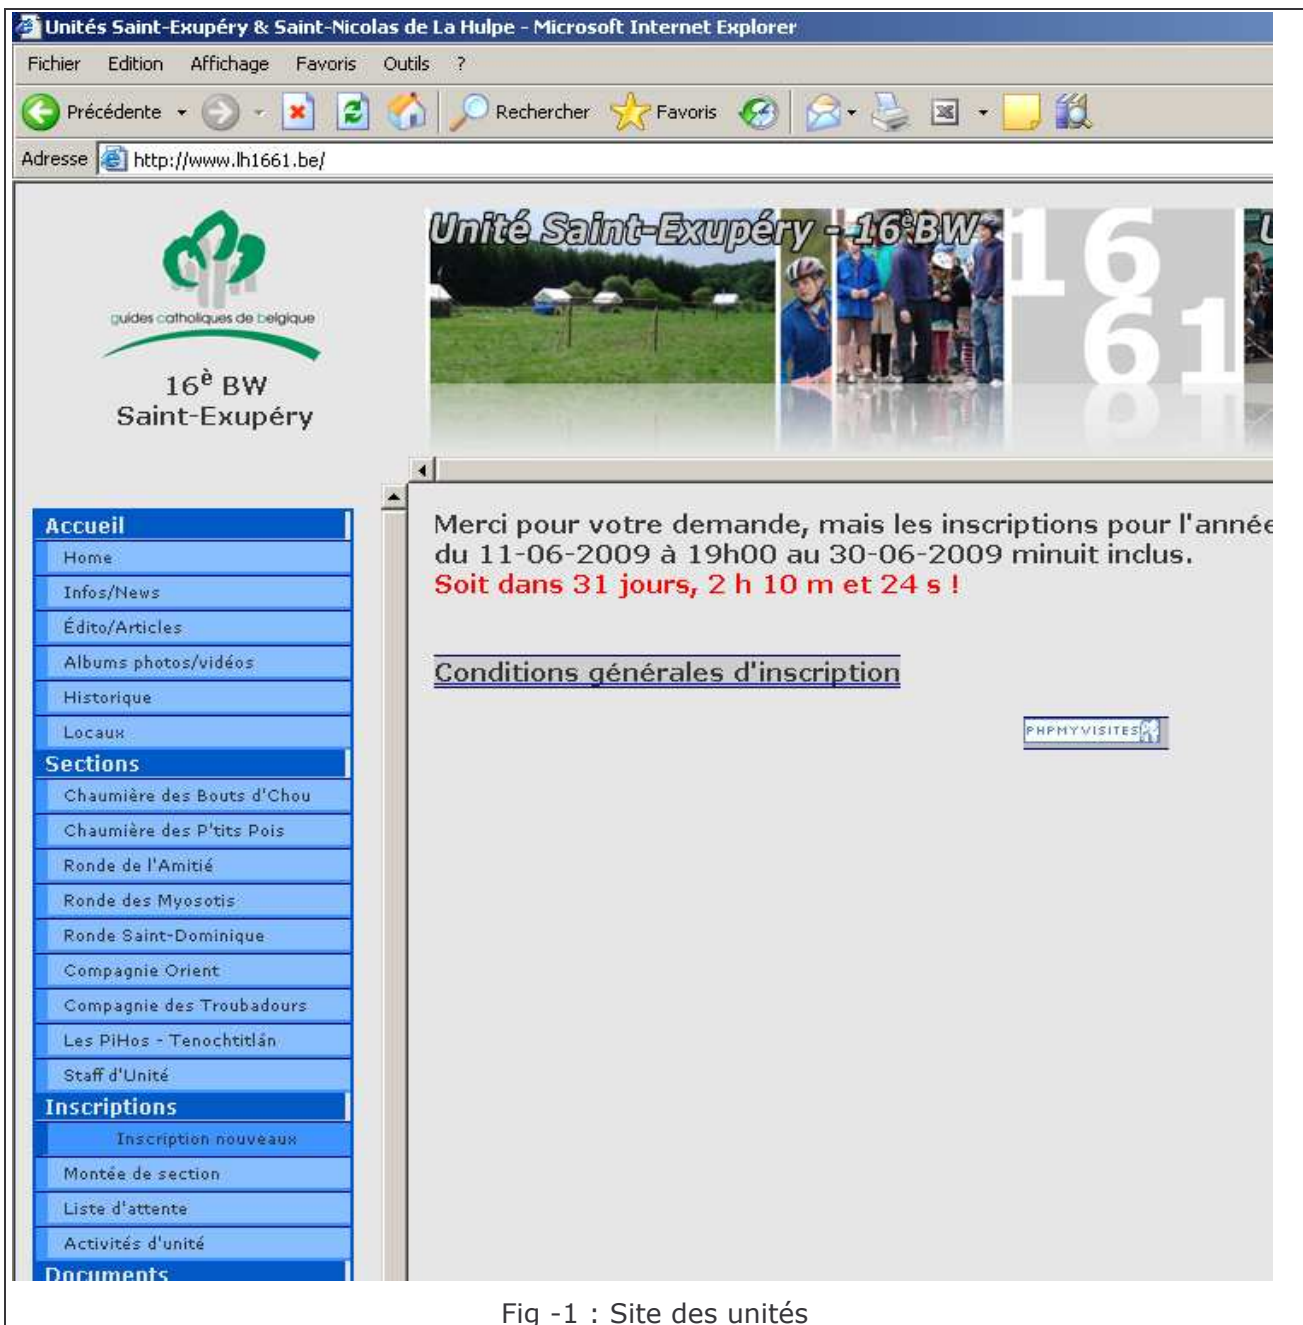 Unités Saint-Exupéry & Saint-Nicolas de La Hulpe - Microsoft Internet Explorer
Fichier Edition Affichage Favoris Outils ?
Précédente Rechercher Favoris
Adresse http://www.lh1661.be/
guides catholiques de belgique
16è BW
Saint-Exupéry
Unité Saint-Exupéry - 16èBW
16
61
Merci pour votre demande, mais les inscriptions pour l'année
du 11-06-2009 à 19h00 au 30-06-2009 minuit inclus.
Soit dans 31 jours, 2 h 10 m et 24 s !
Conditions générales d'inscription
PHPMYVISITES
Accueil
Home
Infos/News
Édito/Articles
Albums photos/vidéos
Historique
Locaux
Sections
Chaumière des Bouts d'Chou
Chaumière des P'tits Pois
Ronde de l'Amitié
Ronde des Myosotis
Ronde Saint-Dominique
Compagnie Orient
Compagnie des Troubadours
Les PiHos - Tenochtitlán
Staff d'Unité
Inscriptions
Inscription nouveaux
Montée de section
Liste d'attente
Activités d'unité
Documents
Fig -1 : Site des unités